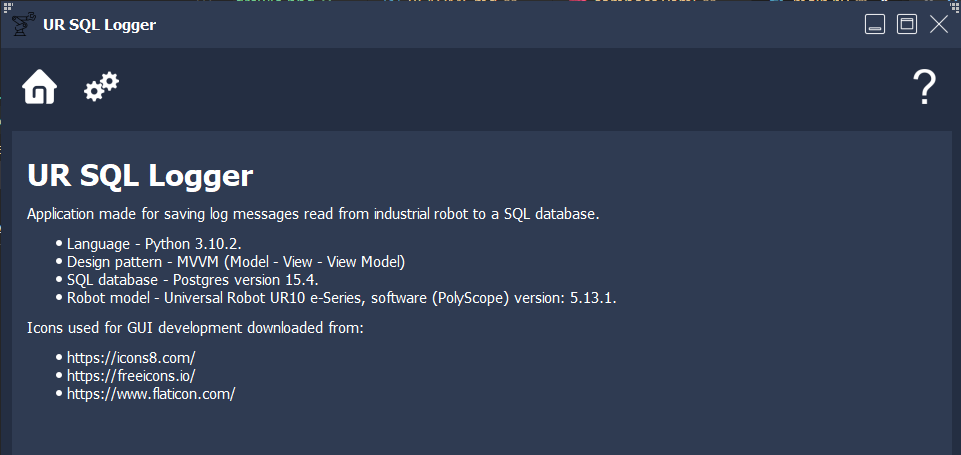 UR SQL Logger
?
UR SQL Logger
Application made for saving log messages read from industrial robot to a SQL database.
• Language - Python 3.10.2.
• Design pattern - MVVM (Model - View - View Model)
• SQL database - Postgres version 15.4.
• Robot model - Universal Robot UR10 e-Series, software (PolyScope) version: 5.13.1.
Icons used for GUI development downloaded from:
• https://icons8.com/
• https://freeicons.io/
• https://www.flaticon.com/